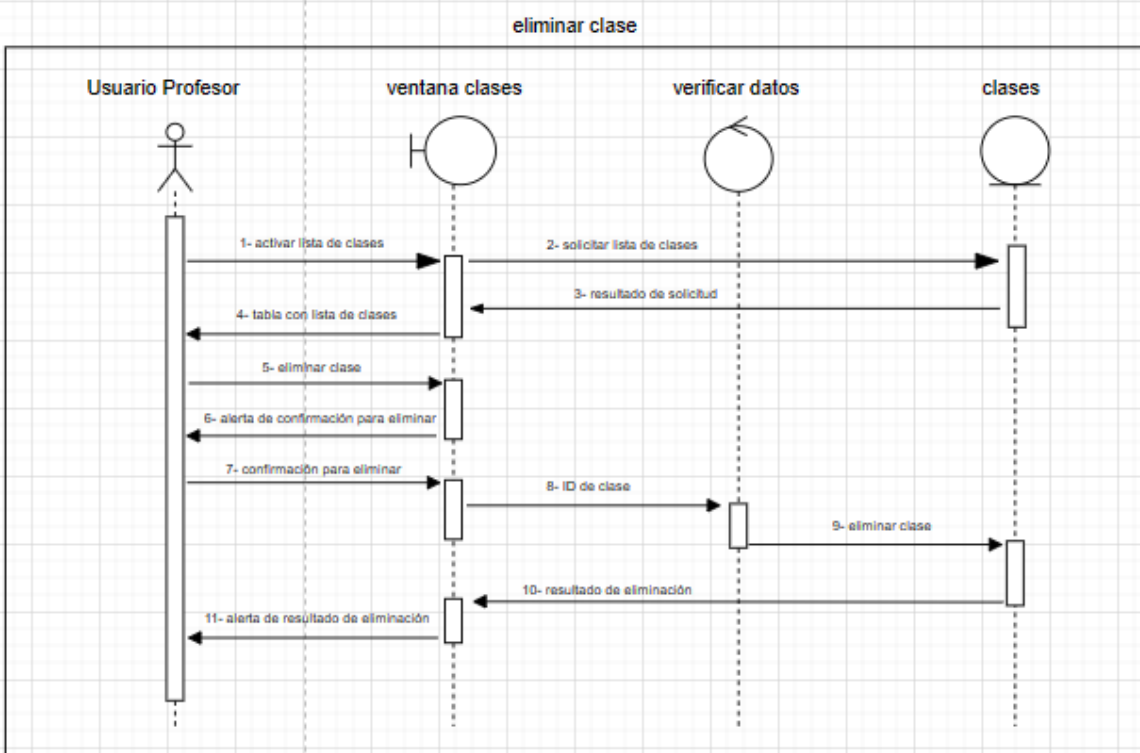 eliminar clase
Usuario Profesor
ventana clases
verificar datos
clases
1- activar lista de clases
2- solicitar lista de clases
3- resultado de solicitud
4- tabla con lista de clases
5- eliminar clase
6- alerta de confirmación para eliminar
7- confirmación para eliminar
8- ID de clase
9- eliminar clase
10- resultado de eliminación
11- alerta de resultado de eliminación